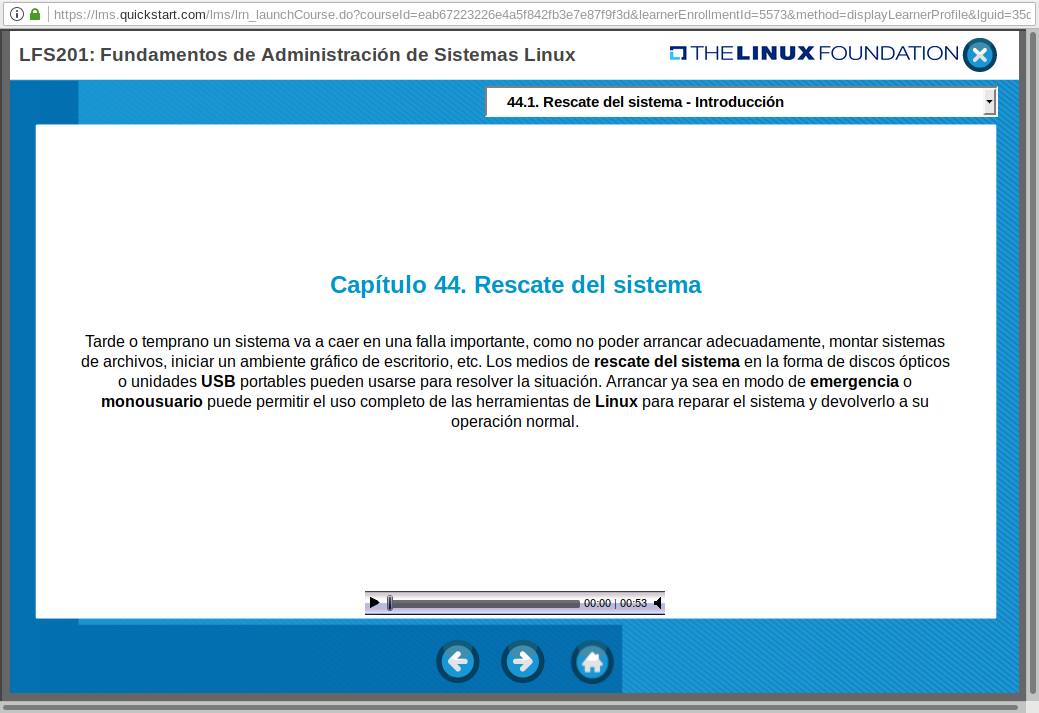 https://lms.quickstart.com/lms/lrn_launchCourse.do?courseId=eab67223226e4a5f842fb3e7e87f9f3d&learnerEnrollmentId=5573&method=displayLearnerProfile&lguid=35c
LFS201: Fundamentos de Administración de Sistemas Linux
THE LINUX FOUNDATION
44.1. Rescate del sistema - Introducción
Capítulo 44. Rescate del sistema
Tarde o temprano un sistema va a caer en una falla importante, como no poder arrancar adecuadamente, montar sistemas
de archivos, iniciar un ambiente gráfico de escritorio, etc. Los medios de rescate del sistema en la forma de discos ópticos
o unidades USB portables pueden usarse para resolver la situación. Arrancar ya sea en modo de emergencia o
monousuario puede permitir el uso completo de las herramientas de Linux para reparar el sistema y devolverlo a su
operación normal.
00:00 | 00:53